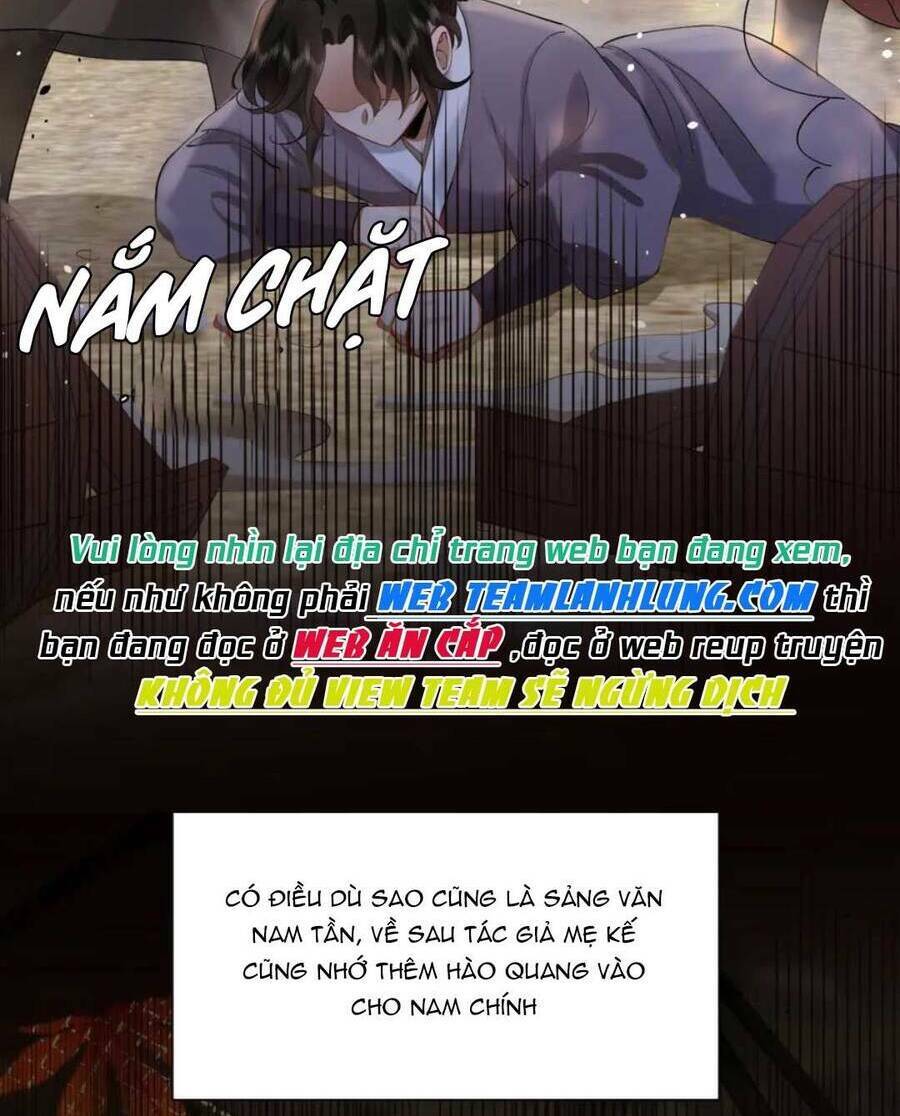 NẮM CHẶT
Vui lòng nhìn lại địa chỉ trang web bạn đang xem,
nếu như không phải WEB TEAMLANHLUNG.COM thì
bạn đang đọc ở WEB ĂN CẮP ,đọc ở web reup truyện
KHÔNG ĐỦ VIEW TEAM SẼ NGỪNG DỊCH
CÓ ĐIỀU DÙ SAO CŨNG LÀ SẢNG VĂN
NAM TẦN, VỀ SAU TÁC GIẢ MẸ KẾ
CŨNG NHỚ THÊM HÀO QUANG VÀO
CHO NAM CHÍNH